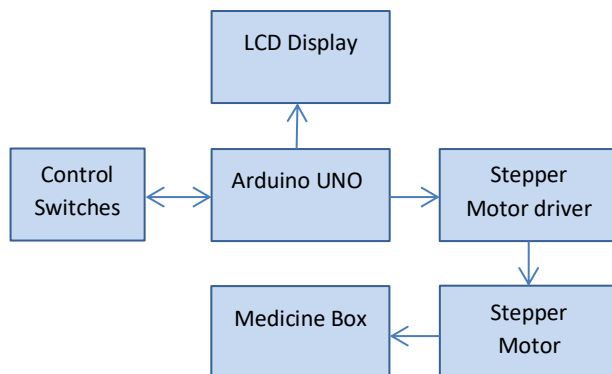 LCD Display
Control
Switches
Arduino UNO
Stepper
Motor driver
Medicine Box
Stepper
Motor